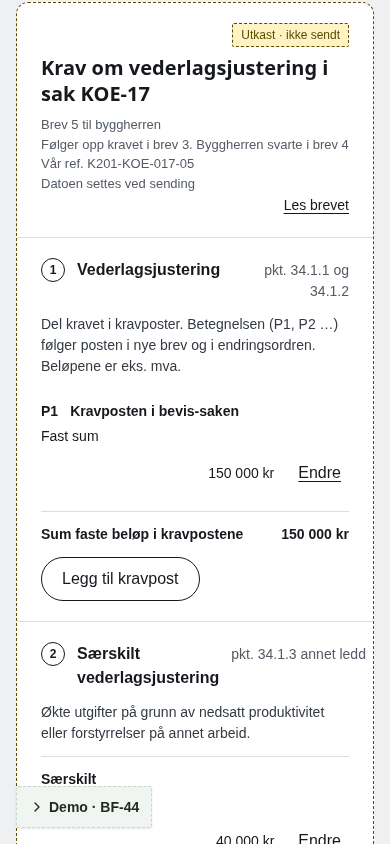 Utkast · ikke sendt
Krav om vederlagsjustering i
sak KOE-17
Brev 5 til byggherren
Følger opp kravet i brev 3. Byggherren svarte i brev 4
Vår ref. K201-KOE-017-05
Datoen settes ved sending
Les brevet
1 Vederlagsjustering pkt. 34.1.1 og
34.1.2
Del kravet i kravposter. Betegnelsen (P1, P2 …)
følger posten i nye brev og i endringsordren.
Beløpene er eks. mva.
P1 Kravposten i bevis-saken
Fast sum
150 000 kr Endre
Sum faste beløp i kravpostene 150 000 kr
Legg til kravpost
2 Særskilt pkt. 34.1.3 annet ledd
vederlagsjustering
Økte utgifter på grunn av nedsatt produktivitet
eller forstyrrelser på annet arbeid.
Særskilt
Demo · BF-44
40 000 kr Endre